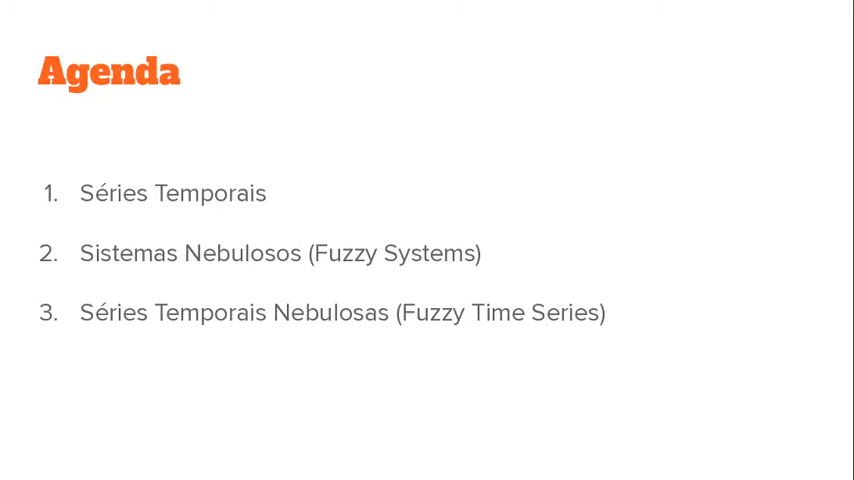 Agenda
1. Séries Temporais
2. Sistemas Nebulosos (Fuzzy Systems)
3. Séries Temporais Nebulosas (Fuzzy Time Series)